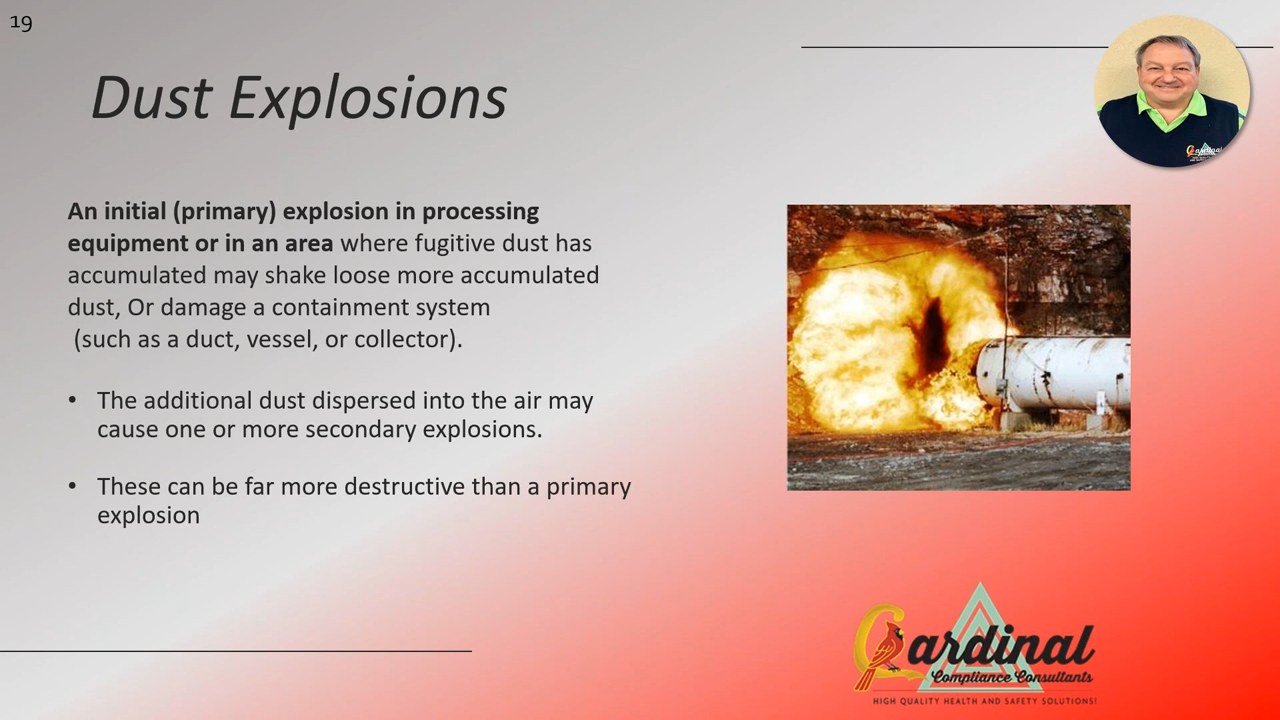 19
Dust Explosions
An initial (primary) explosion in processing
equipment or in an area where fugitive dust has
accumulated may shake loose more accumulated
dust, Or damage a containment system
(such as a duct, vessel, or collector).
• The additional dust dispersed into the air may
cause one or more secondary explosions.
• These can be far more destructive than a primary
explosion
Cardinal
Compliance Consultants
HIGH QUALITY HEALTH AND SAFETY SOLUTIONS!
Cardinal